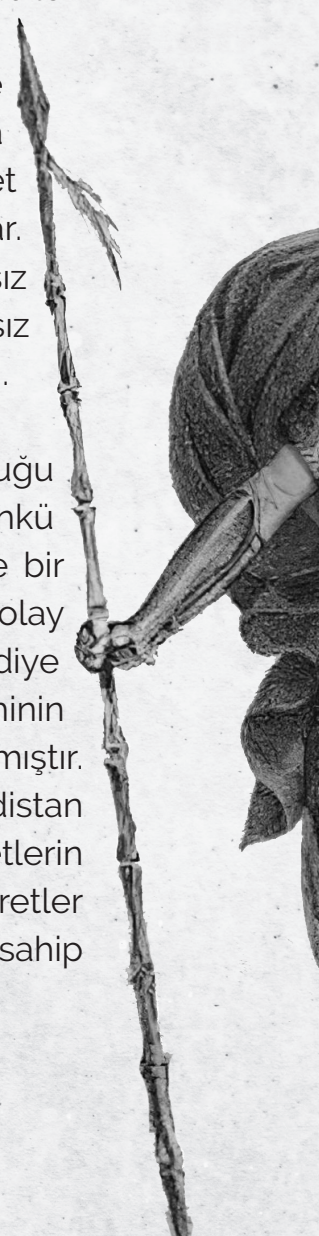 e
a
et
ar.
sız
sız
.
uğu
nkü
e bir
olay
diye
ninin
mıştır.
distan
etlerin
retler
sahip